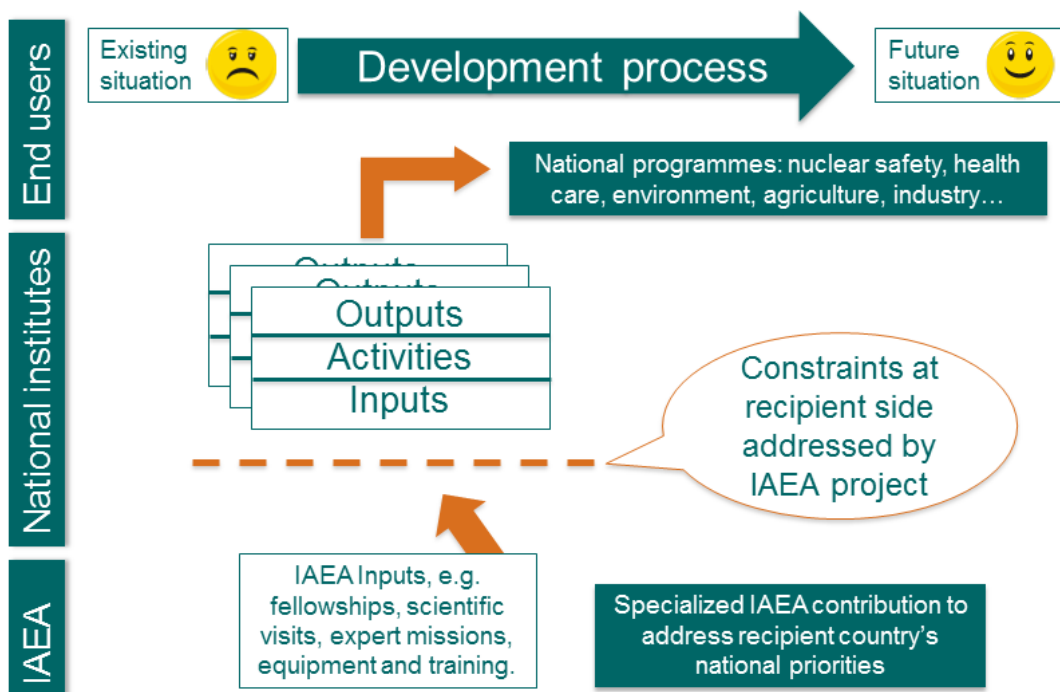 End users
Existing
situation
Development process
Future
situation
National programmes: nuclear safety, health
care, environment, agriculture, industry…
National institutes
Outputs
Outputs
Outputs
Activities
Inputs
Constraints at
recipient side
addressed by
IAEA project
IAEA
IAEA Inputs, e.g.
fellowships, scientific
visits, expert missions,
equipment and training.
Specialized IAEA contribution to
address recipient country's
national priorities